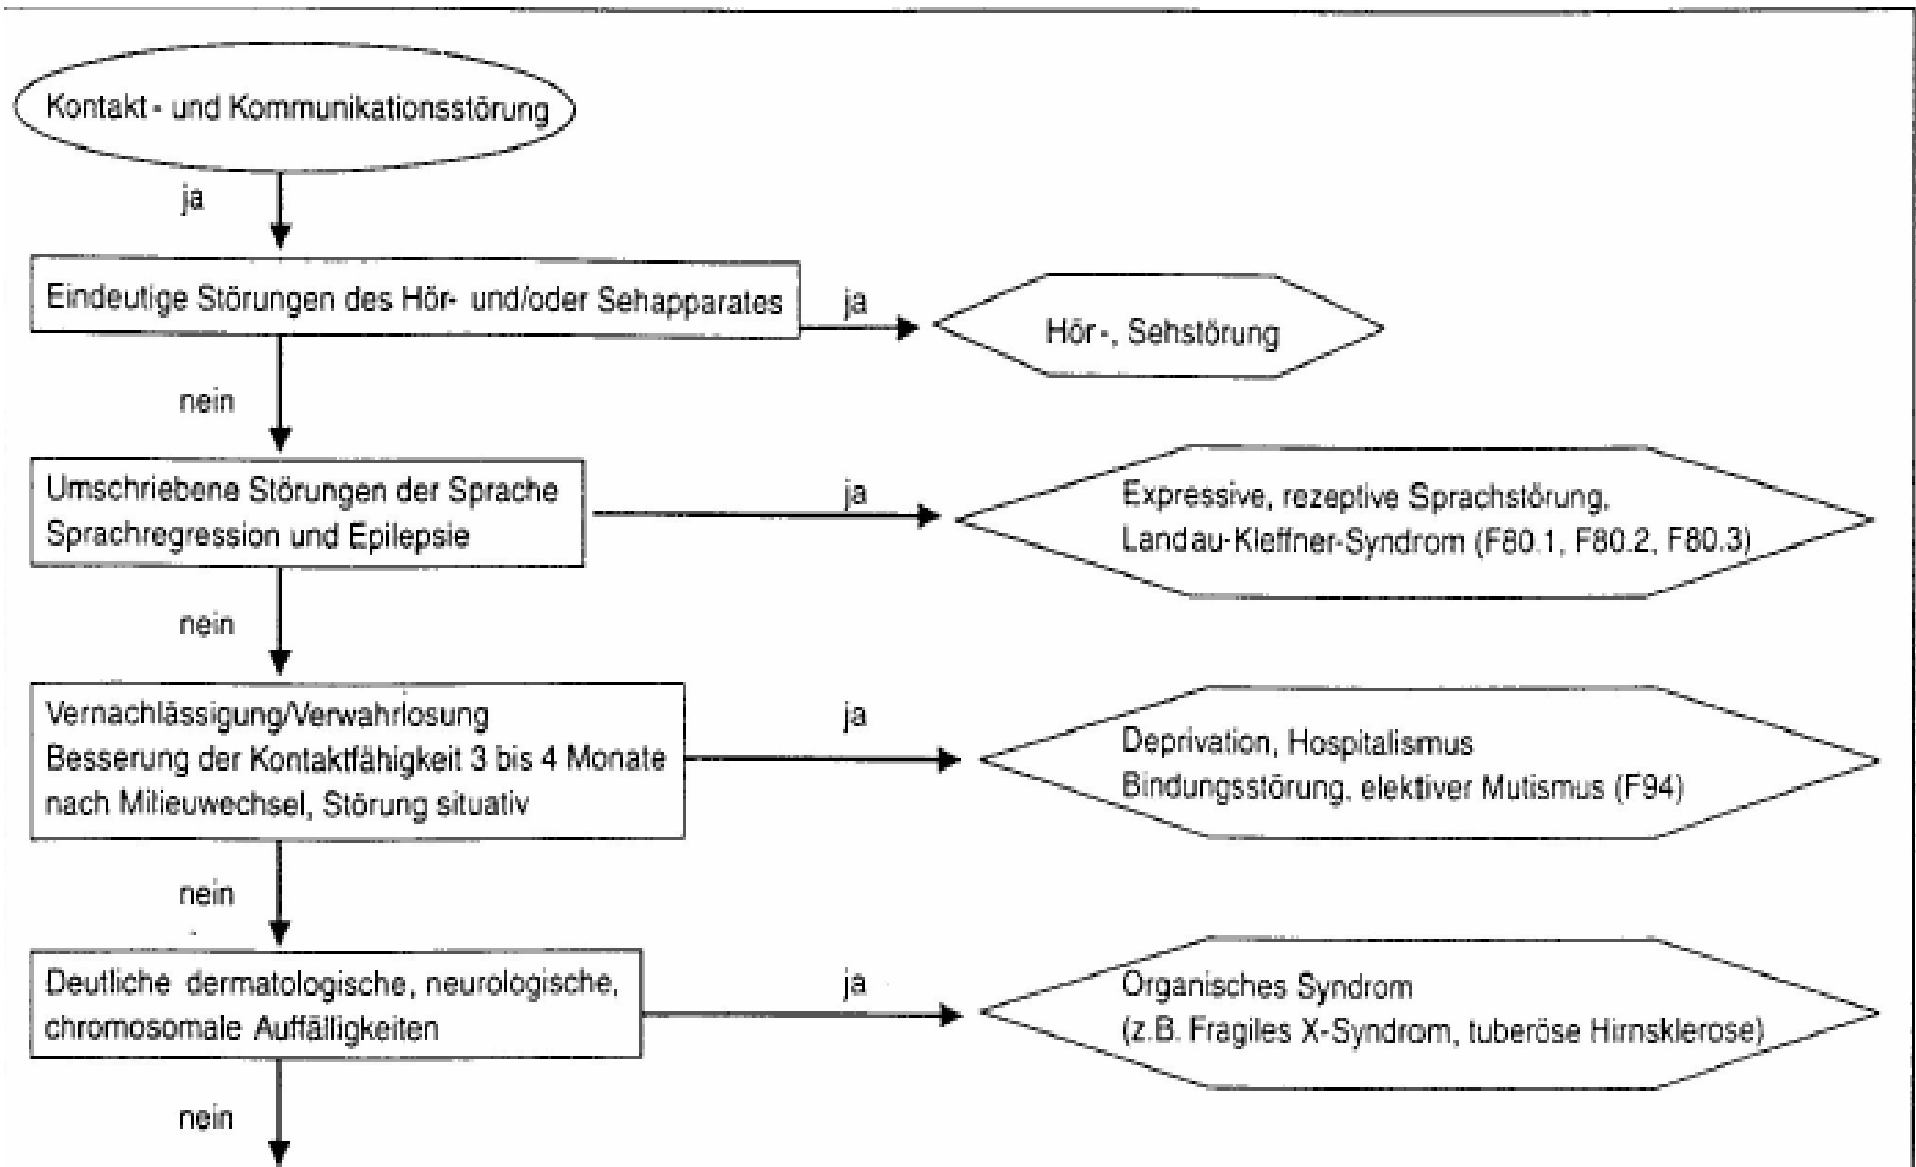 Kontakt- und Kommunikationsstörung
ja
Eindeutige Störungen des Hör- und/oder Sehapparates
ja
Hör-, Sehstörung
nein
Umschriebene Störungen der Sprache
Sprachregression und Epilepsie
ja
Expressive, rezeptive Sprachstörung,
Landau-Kleffner-Syndrom (F80.1, F80.2, F80.3)
nein
Vernachlässigung/Verwahrlosung
Besserung der Kontaktfähigkeit 3 bis 4 Monate
nach Milieuwechsel, Störung situativ
ja
Deprivation, Hospitalismus
Bindungsstörung, elektiver Mutismus (F94)
nein
Deutliche dermatologische, neurologische,
chromosomale Auffälligkeiten
ja
Organisches Syndrom
(z.B. Fragiles X-Syndrom, tuberöse Hirnsklerose)
nein